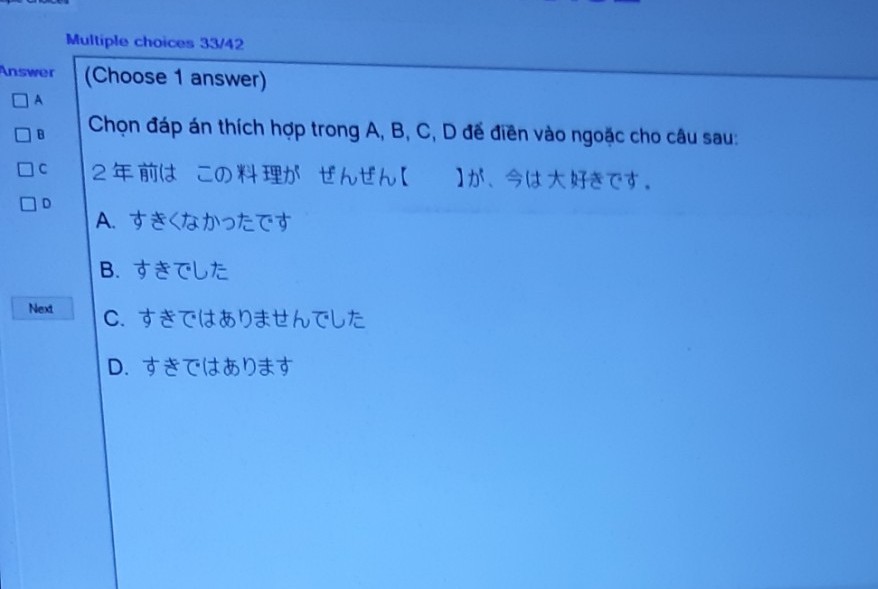 Multiple choices 33/42
Answer
(Choose 1 answer)
A
B
C
D
Chọn đáp án thích hợp trong A, B, C, D để điền vào ngoặc cho câu sau:
2年前は この料理が ぜんぜん【 】が、今は大好きです。
A. すきくなかったです
B. すきでした
C. すきではありませんでした
D. すきではあります
Next